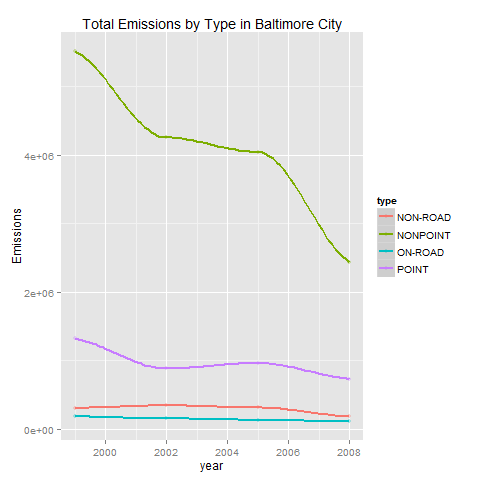 Total Emissions by Type in Baltimore City
Emissions
4e+06
2e+06
0e+00
2000 2002 2004 2006 2008
year
type
NON-ROAD
NONPOINT
ON-ROAD
POINT